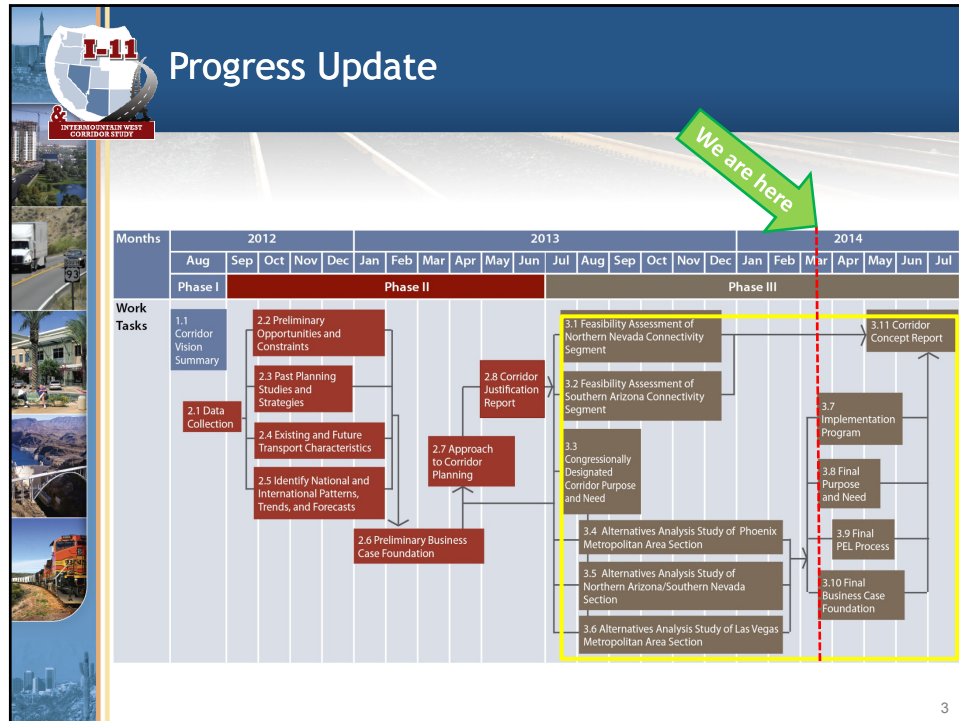 I-11
&
INTERMOUNTAIN WEST
CORRIDOR STUDY
Progress Update
We are here
Months 2012 2013 2014
Aug Sep Oct Nov Dec Jan Feb Mar Apr May Jun Jul Aug Sep Oct Nov Dec Jan Feb Mar Apr May Jun Jul
Phase I Phase II Phase III
Work
Tasks
1.1
Corridor
Vision
Summary
2.1 Data
Collection
2.2 Preliminary
Opportunities and
Constraints
2.3 Past Planning
Studies and
Strategies
2.4 Existing and Future
Transport Characteristics
2.5 Identify National and
International Patterns,
Trends, and Forecasts
2.6 Preliminary Business
Case Foundation
2.7 Approach
to Corridor
Planning
2.8 Corridor
Justification
Report
3.1 Feasibility Assessment of
Northern Nevada Connectivity
Segment
3.2 Feasibility Assessment of
Southern Arizona Connectivity
Segment
3.3
Congressionally
Designated
Corridor Purpose
and Need
3.4 Alternatives Analysis Study of Phoenix
Metropolitan Area Section
3.5 Alternatives Analysis Study of
Northern Arizona/Southern Nevada
Section
3.6 Alternatives Analysis Study of Las Vegas
Metropolitan Area Section
3.7
Implementation
Program
3.8 Final
Purpose
and Need
3.9 Final
PEL Process
3.10 Final
Business Case
Foundation
3.11 Corridor
Concept Report
93
3